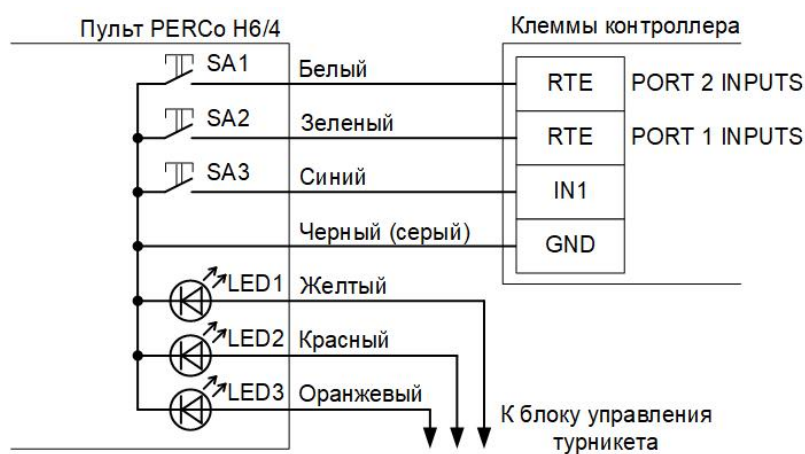 Пульт PERCo H6/4
Клеммы контроллера
SA1
Белый
RTE
PORT 2 INPUTS
SA2
Зеленый
RTE
PORT 1 INPUTS
SA3
Синий
IN1
Черный (серый)
GND
LED1
Желтый
LED2
Красный
LED3
Оранжевый
К блоку управления
турникета